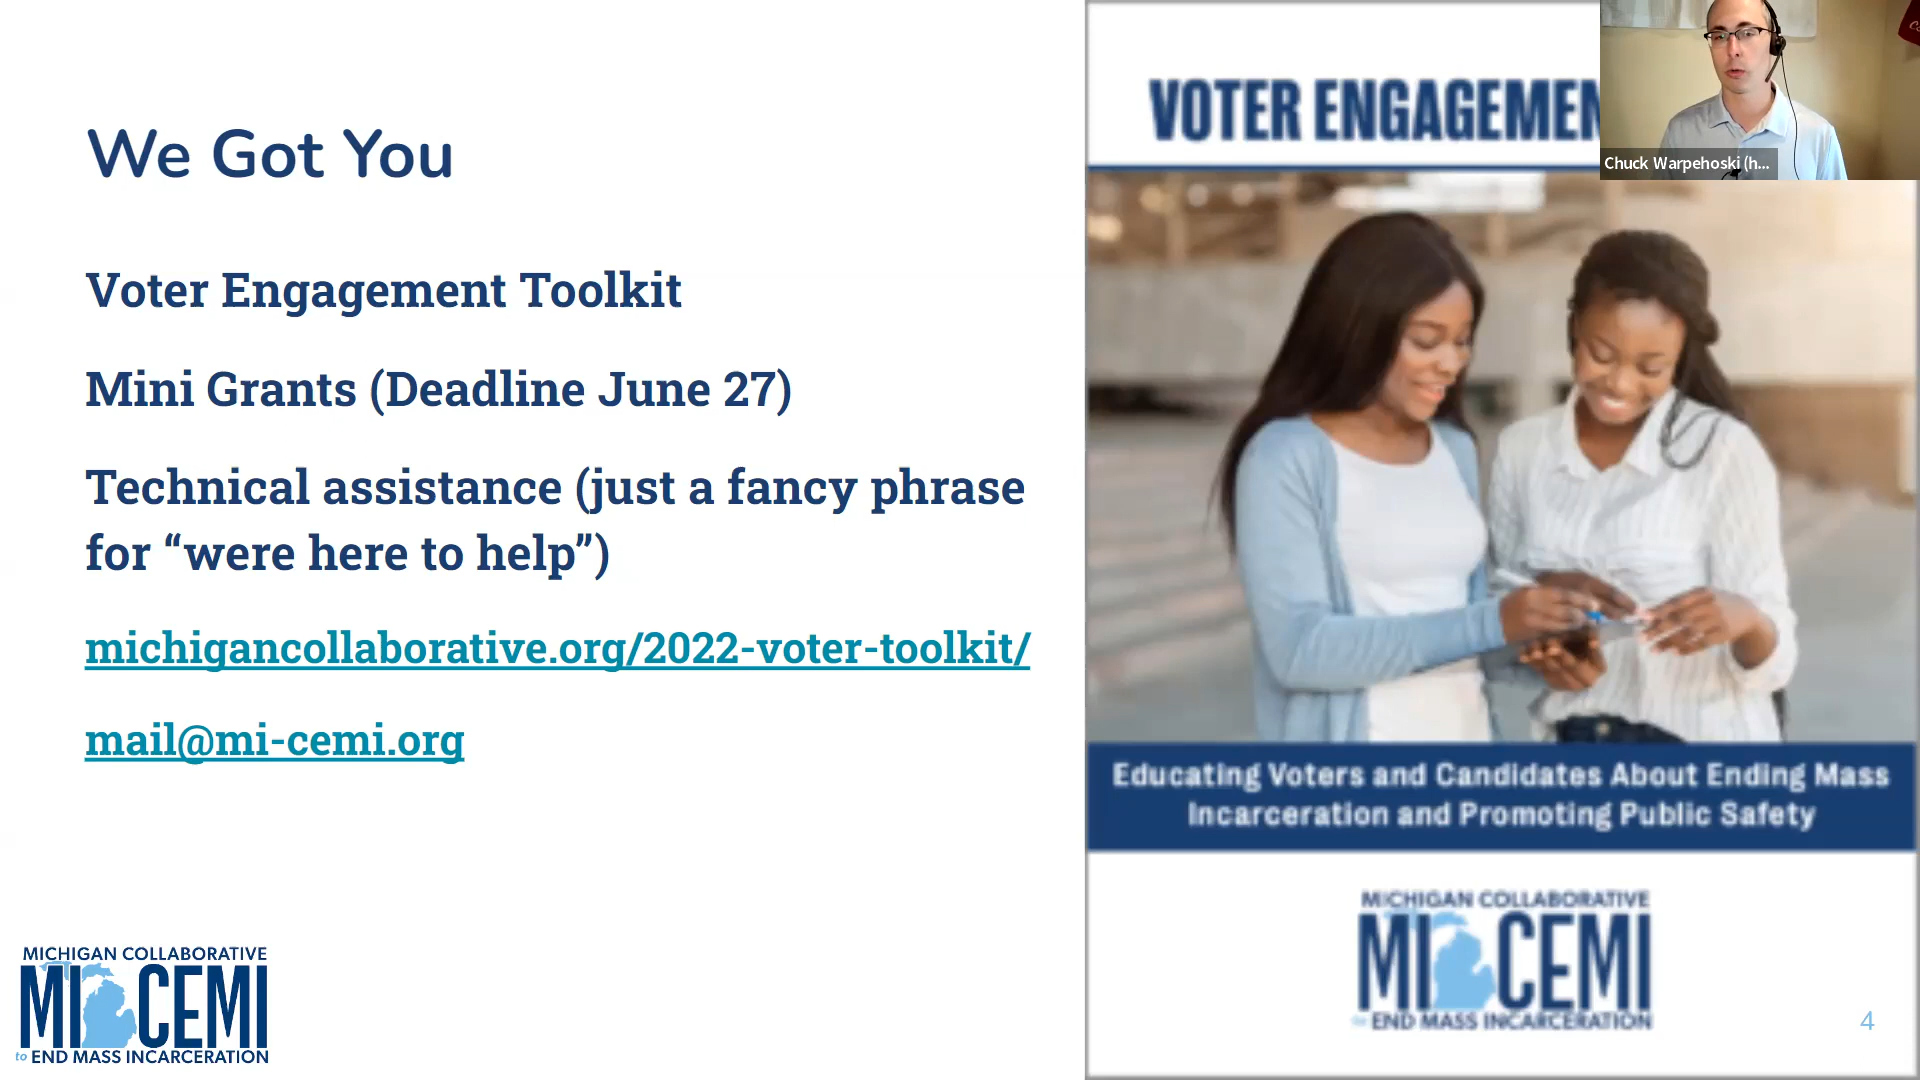 We Got You
Voter Engagement Toolkit
Mini Grants (Deadline June 27)
Technical assistance (just a fancy phrase
for “were here to help”)
michigancollaborative.org/2022-voter-toolkit/
mail@mi-cemi.org
MICHIGAN COLLABORATIVE
MI CEMI
to END MASS INCARCERATION
VOTER ENGAGEMEN
Chuck Warpehoski (h...
Educating Voters and Candidates About Ending Mass
Incarceration and Promoting Public Safety
MICHIGAN COLLABORATIVE
MI CEMI
to END MASS INCARCERATION
4